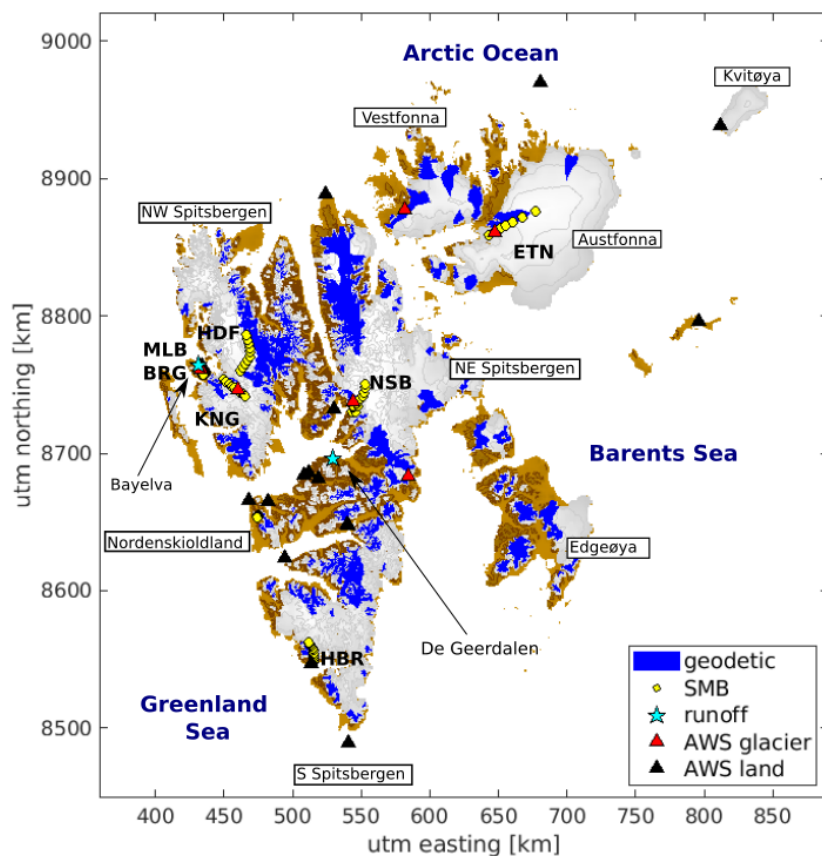 9000
8900
8800
8700
8600
8500
utm northing [km]
Arctic Ocean
Kvitøya
Vestfonna
NW Spitsbergen
Austfonna
ETN
HDF
MLB
BRG
NSB
NE Spitsbergen
KNG
Barents Sea
Bayelva
Nordenskioldland
Edgeøya
De Geerdalen
HBR
Greenland
Sea
S Spitsbergen
geodetic
SMB
runoff
AWS glacier
AWS land
400 450 500 550 600 650 700 750 800 850
utm easting [km]